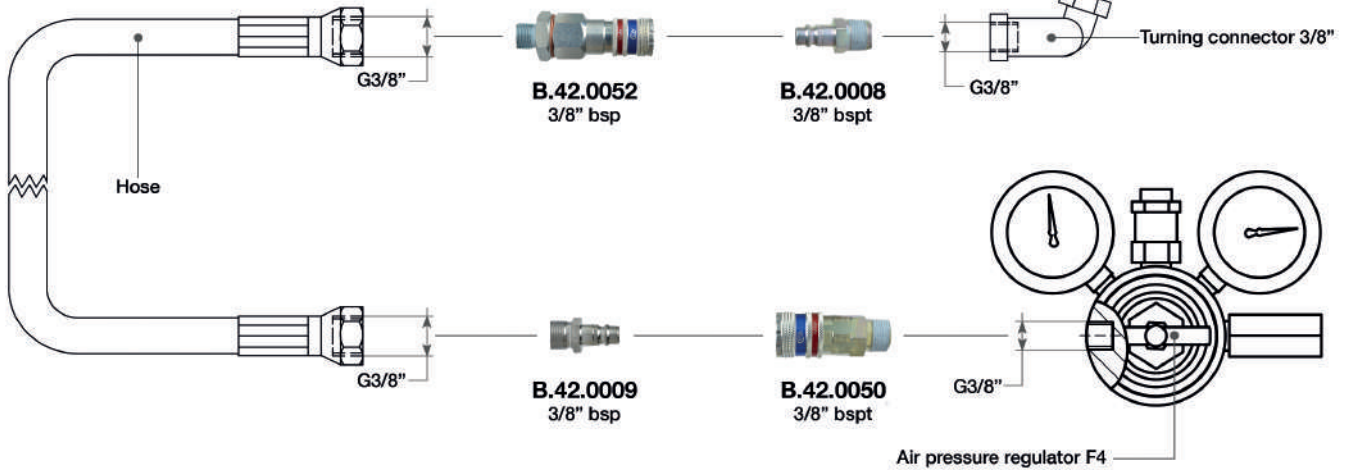 Turning connector 3/8”
G3/8”
G3/8”
B.42.0052
3/8” bsp
B.42.0008
3/8” bspt
Hose
G3/8”
G3/8”
B.42.0009
3/8” bsp
B.42.0050
3/8” bspt
Air pressure regulator F4